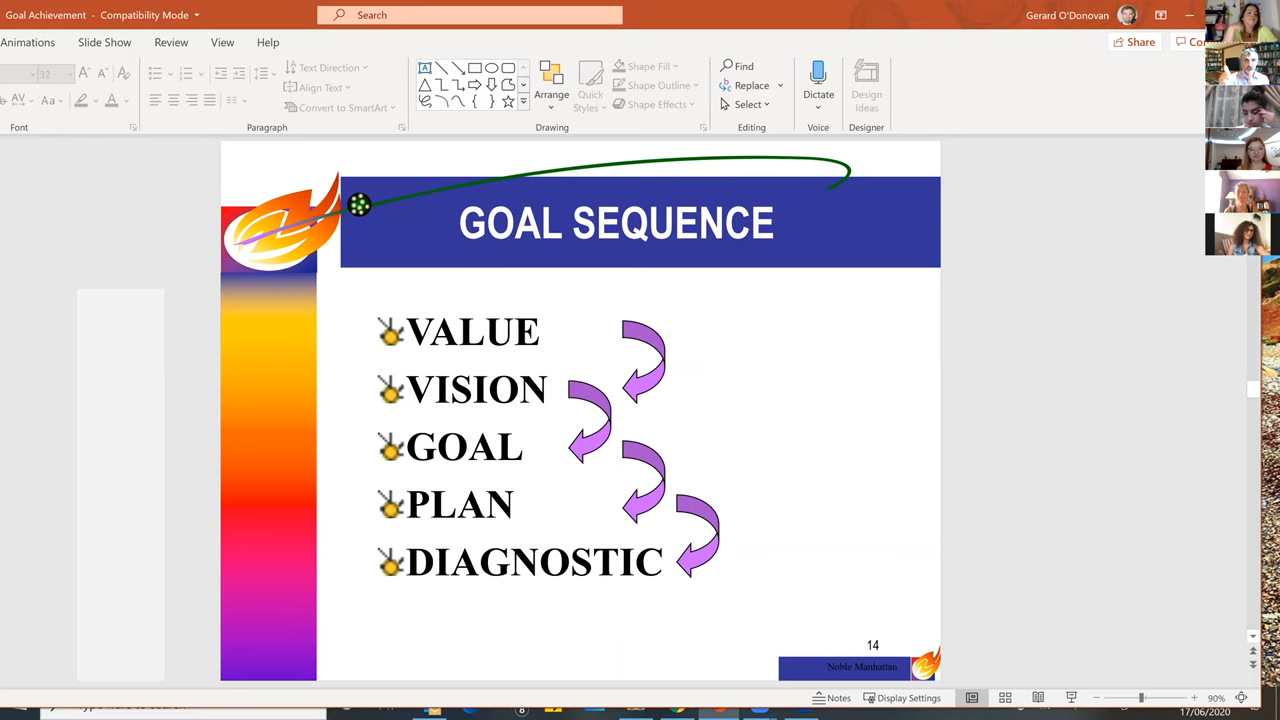 Goal Achievement - Compatibility Mode
Search
Gerard O'Donovan
Animations
Slide Show
Review
View
Help
Share
32
Text Direction
Align Text
Convert to SmartArt
Aa
Arrange
Quick
Styles
Shape Fill
Shape Outline
Shape Effects
Find
Replace
Select
Dictate
Design
Ideas
Font
Paragraph
Drawing
Editing
Voice
Designer
GOAL SEQUENCE
VALUE
VISION
GOAL
PLAN
DIAGNOSTIC
14
Noble Manhattan
Notes
Display Settings
90%
17/06/2020